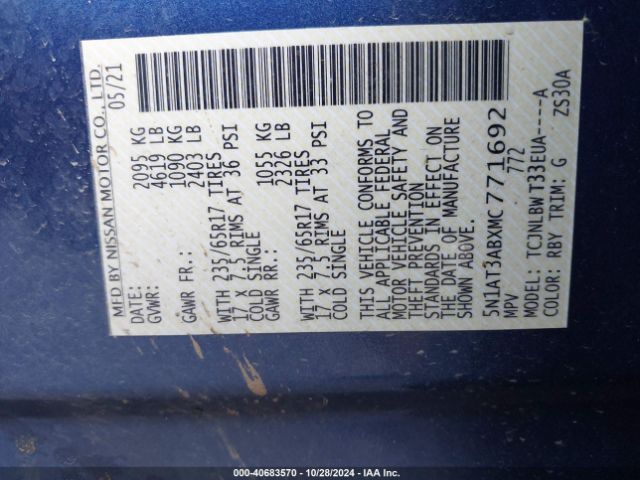 MFD BY NISSAN MOTOR CO., LTD.
DATE: 05/21
GVWR: 2095 KG
4619 LB
GAWR FR.: 1090 KG
2403 LB
WITH 235/65R17 TIRES
17 X 7.5 RIMS AT 36 PSI
COLD SINGLE
GAWR RR: 1055 KG
2326 LB
WITH 235/65R17 TIRES
17 X 7.5 RIMS AT 33 PSI
COLD SINGLE
THIS VEHICLE CONFORMS TO
ALL APPLICABLE FEDERAL
MOTOR VEHICLE SAFETY AND
THEFT PREVENTION
STANDARDS IN EFFECT ON
THE DATE OF MANUFACTURE
SHOWN ABOVE.
5N1AT3ABXMC771692
MPV 772
MODEL: TCJNLBW T33EUA-----A
COLOR: RBY TRIM: G ZS30A
000-40683570 | 10/28/2024 | IAA, Inc.